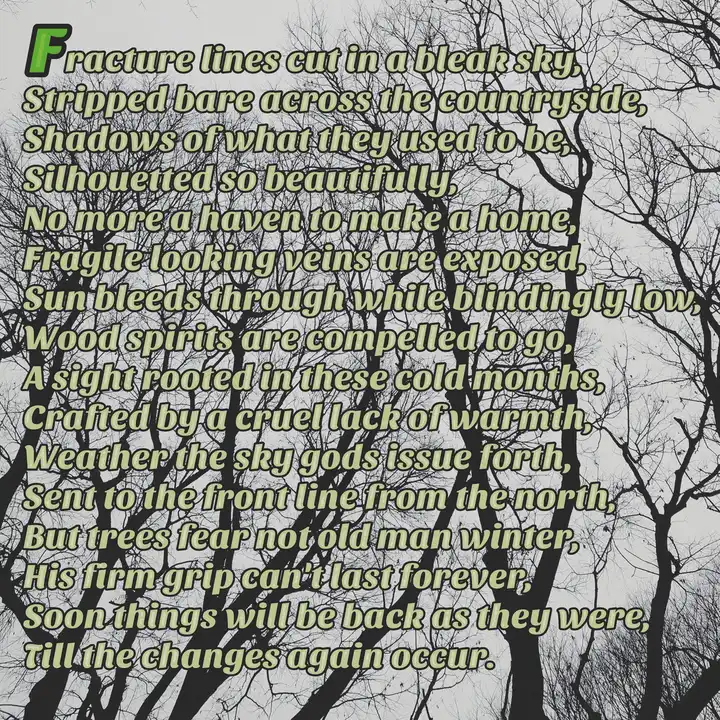 Fracture lines cut in a bleak sky,
Stripped bare across the countryside,
Shadows of what they used to be,
Silhouetted so beautifully,
No more a haven to make a home,
Fragile looking veins are exposed,
Sun bleeds through while blindingly low,
Wood spirits are compelled to go,
A sight rooted in these cold months,
Crafted by a cruel lack of warmth,
Weather the sky gods issue forth,
Sent to the front line from the north,
But trees fear not old man winter,
His firm grip can't last forever,
Soon things will be back as they were,
Till the changes again occur.